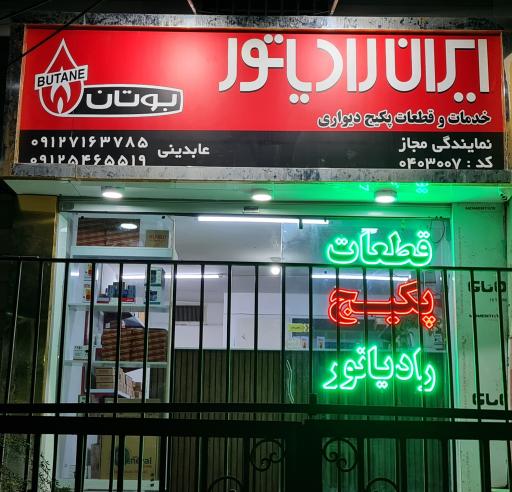 ایران رادیاتور
BUTANE
بوتان
خدمات و قطعات پکیج دیواری
نمایندگی مجاز
کد : ۰۴۰۳۰۰۷
عابدینی
۰۹۱۲۷۱۶۳۷۸۵
۰۹۱۲۵۴۶۵۵۱۹
قطعات
پکیج
رادیاتور